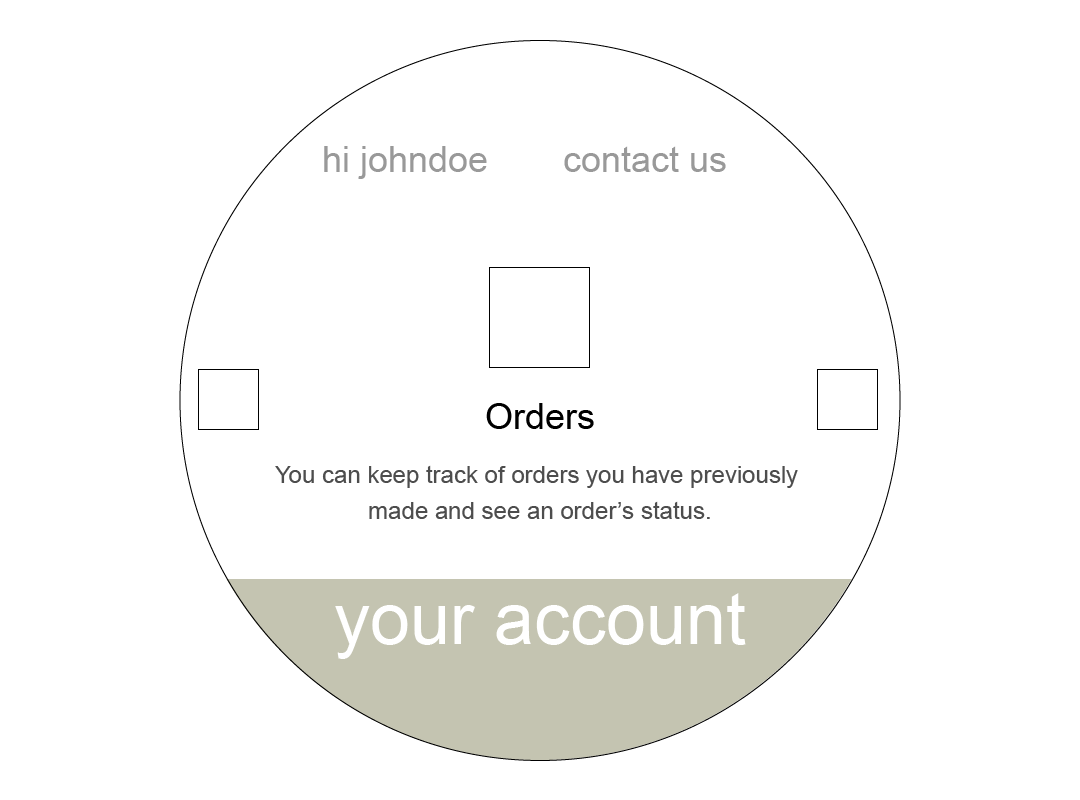 hi johndoe contact us
Orders
You can keep track of orders you have previously
made and see an order’s status.
your account